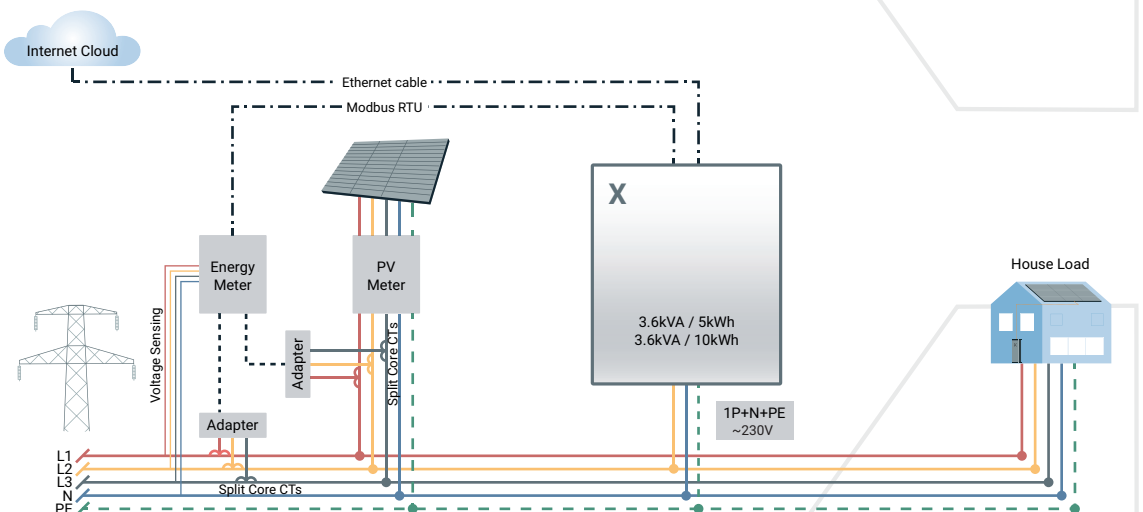 Internet Cloud
Ethernet cable
Modbus RTU
X
Energy
Meter
PV
Meter
House Load
3.6kVA / 5kWh
3.6kVA / 10kWh
Voltage Sensing
Adapter
Split Core CTs
Adapter
1P+N+PE
~230V
L1
L2
L3
Split Core CTs
N
PE